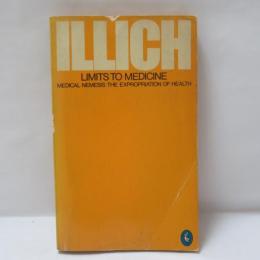 ILLICH
LIMITS TO MEDICINE
MEDICAL NEMESIS: THE EXPROPRIATION OF HEALTH